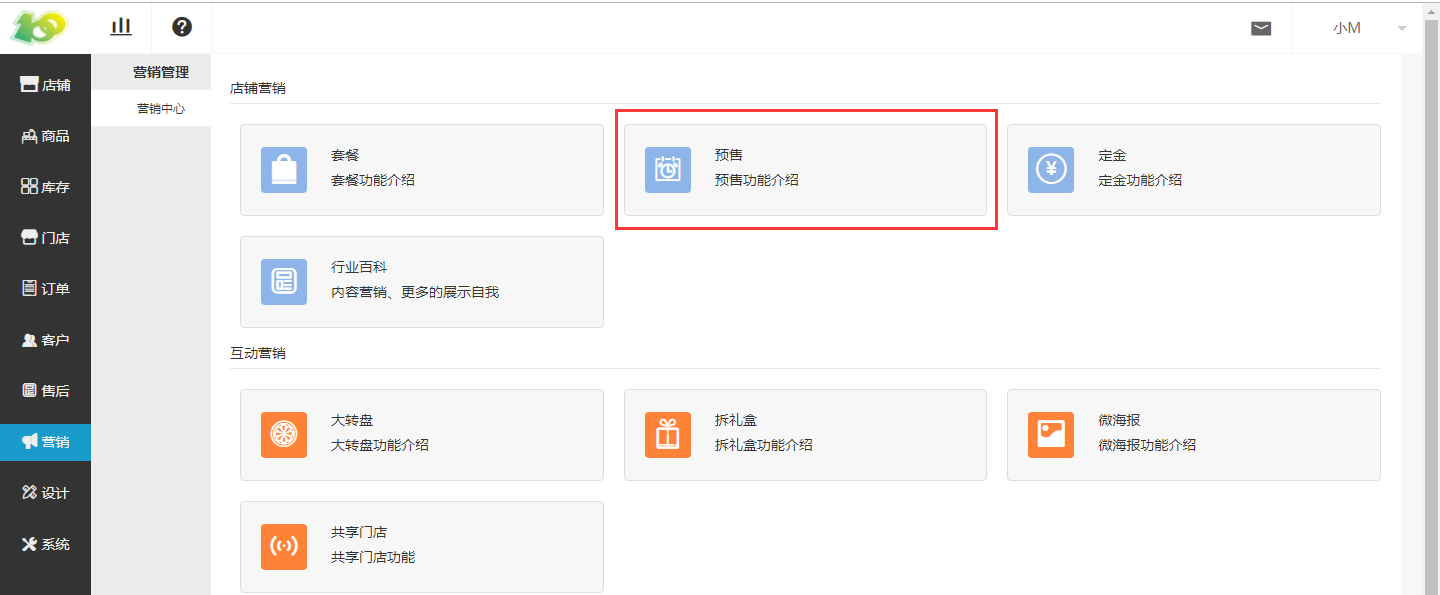 小M
店铺
商品
库存
门店
订单
客户
售后
营销
设计
系统
营销管理
营销中心
店铺营销
套餐
套餐功能介绍
预售
预售功能介绍
定金
定金功能介绍
行业百科
内容营销、更多的展示自我
互动营销
大转盘
大转盘功能介绍
拆礼盒
拆礼盒功能介绍
微海报
微海报功能介绍
共享门店
共享门店功能